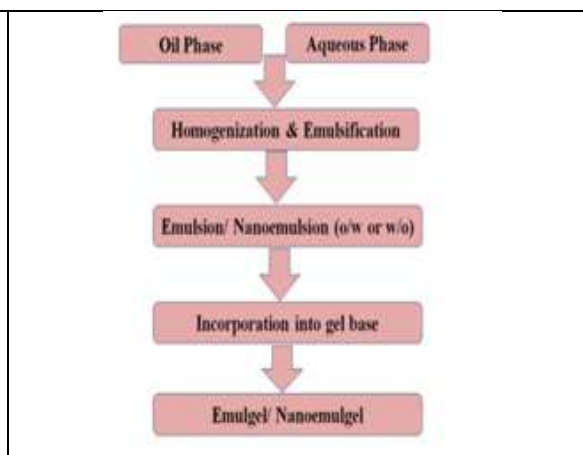 Oil Phase
Aqueous Phase
Homogenization & Emulsification
Emulsion/ Nanoemulsion (o/w or w/o)
Incorporation into gel base
Emulgel/ Nanoemulgel